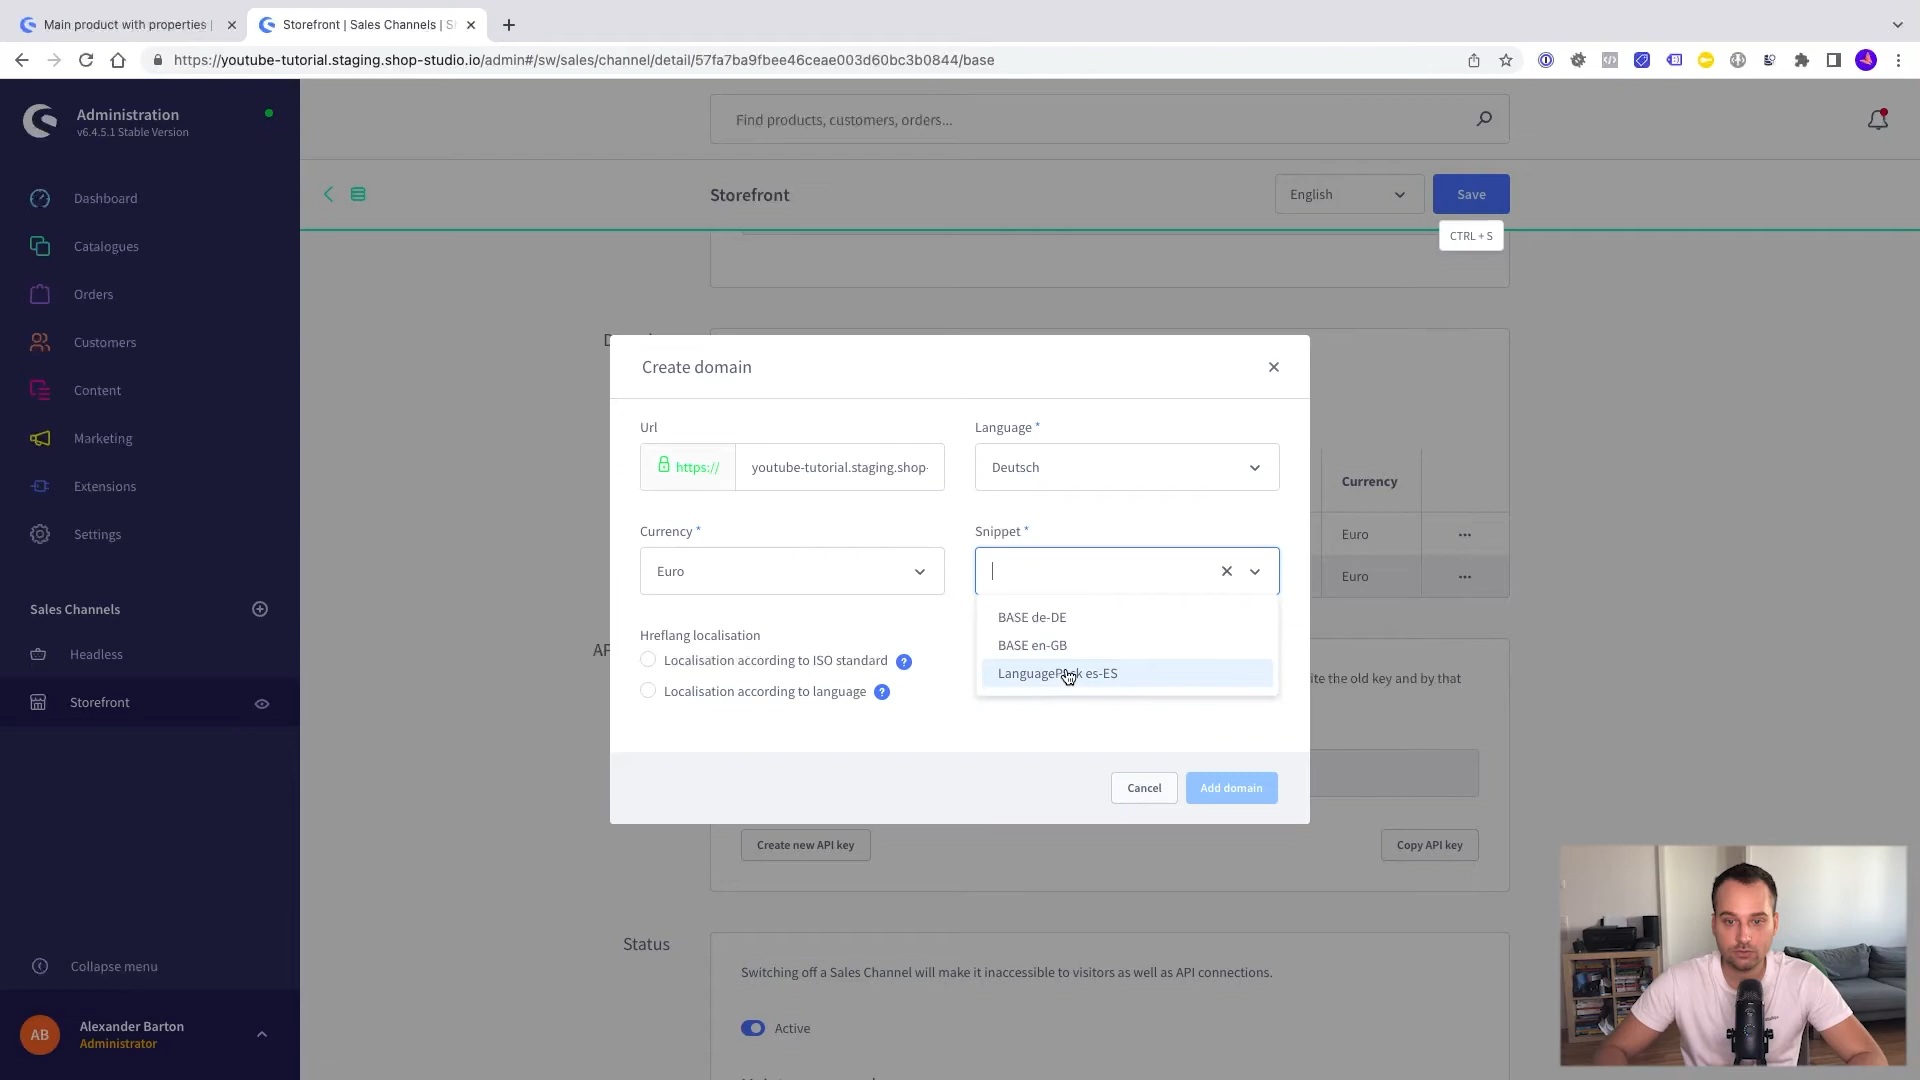 Main product with properties |
Storefront | Sales Channels | S
https://youtube-tutorial.staging.shop-studio.io/admin#/sw/sales/channel/detail/57fa7ba9fbee46ceae003d60bc3b0844/base
Administration
v6.4.5.1 Stable Version
Find products, customers, orders...
Storefront
English
Save
CTRL + S
Dashboard
Catalogues
Orders
Customers
Content
Marketing
Extensions
Settings
Sales Channels
Headless
Storefront
Collapse menu
AB
Alexander Barton
Administrator
Create domain
Url
Language *
https://
youtube-tutorial.staging.shop-
Deutsch
Currency *
Snippet *
Euro
BASE de-DE
BASE en-GB
LanguagePack es-ES
Hreflang localisation
Localisation according to ISO standard ?
Localisation according to language ?
Cancel
Add domain
Currency
Euro
Euro
AP
ite the old key and by that
Create new API key
Copy API key
Status
Switching off a Sales Channel will make it inaccessible to visitors as well as API connections.
Active